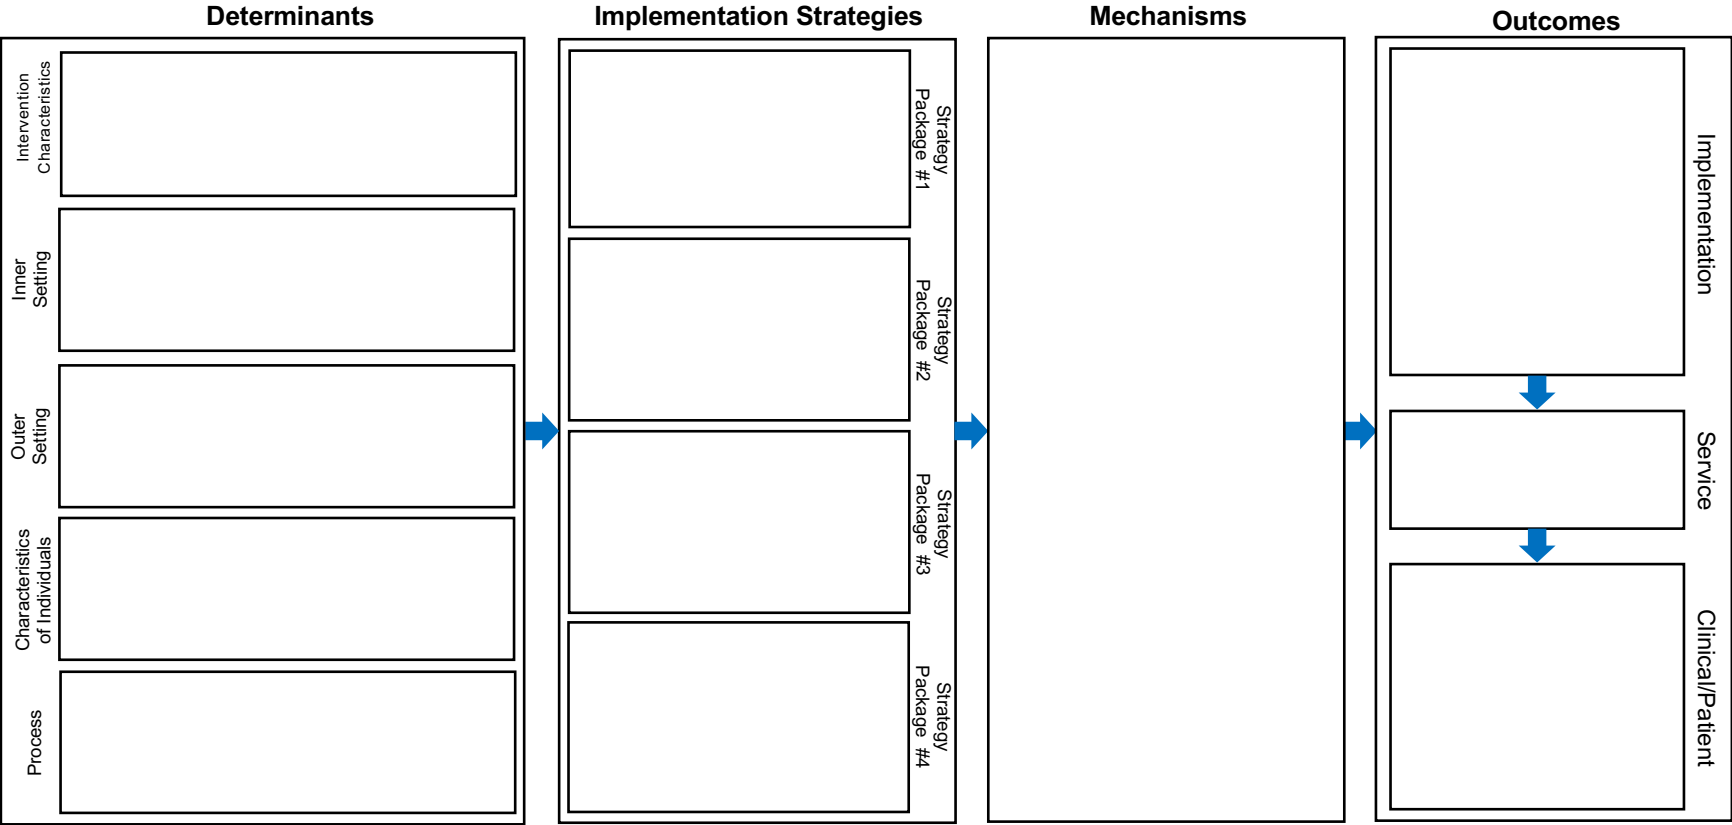 Determinants
Implementation Strategies
Mechanisms
Outcomes
Intervention
Characteristics
Inner
Setting
Outer
Setting
Characteristics
of Individuals
Process
Strategy
Package #1
Strategy
Package #2
Strategy
Package #3
Strategy
Package #4
Implementation
Service
Clinical/Patient